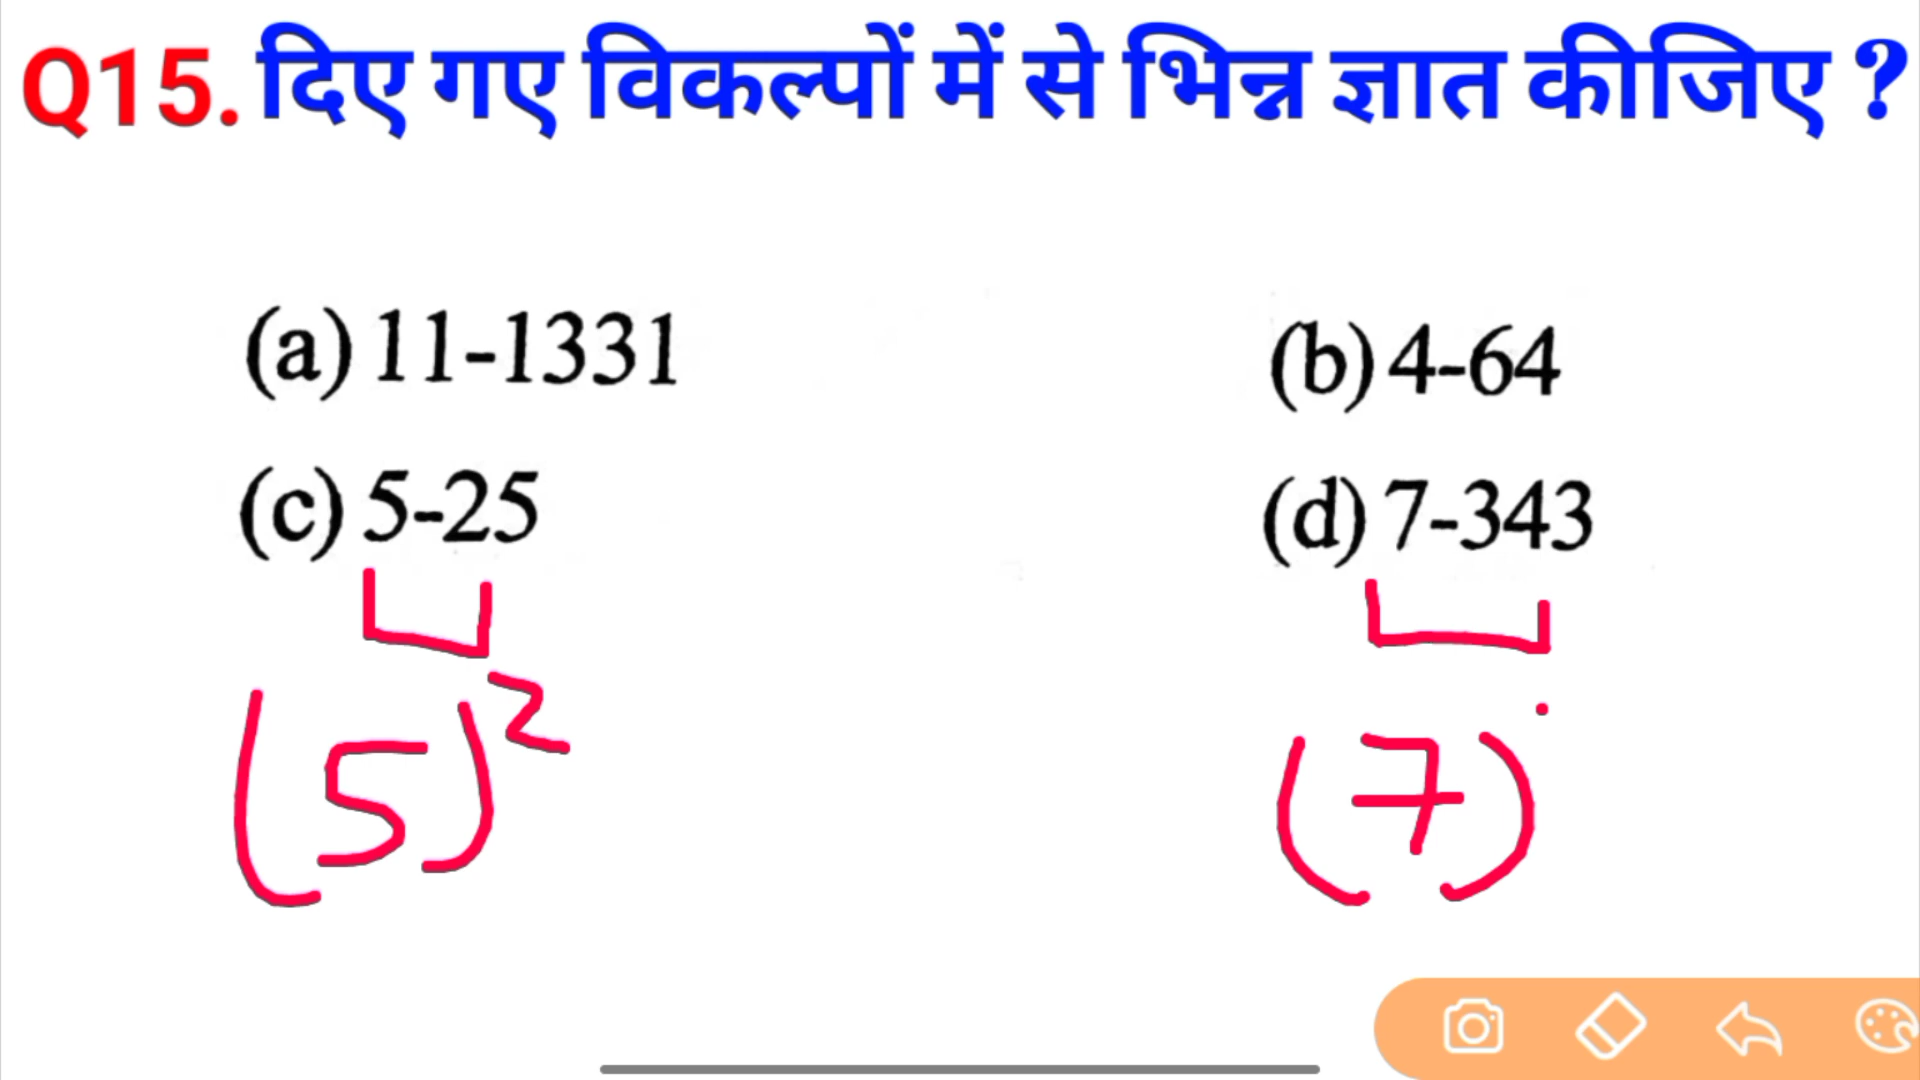 Q15. दिए गए विकल्पों में से भिन्न ज्ञात कीजिए ?
(a) 11-1331 (b) 4-64
(c) 5-25 (d) 7-343
(5)² (7)